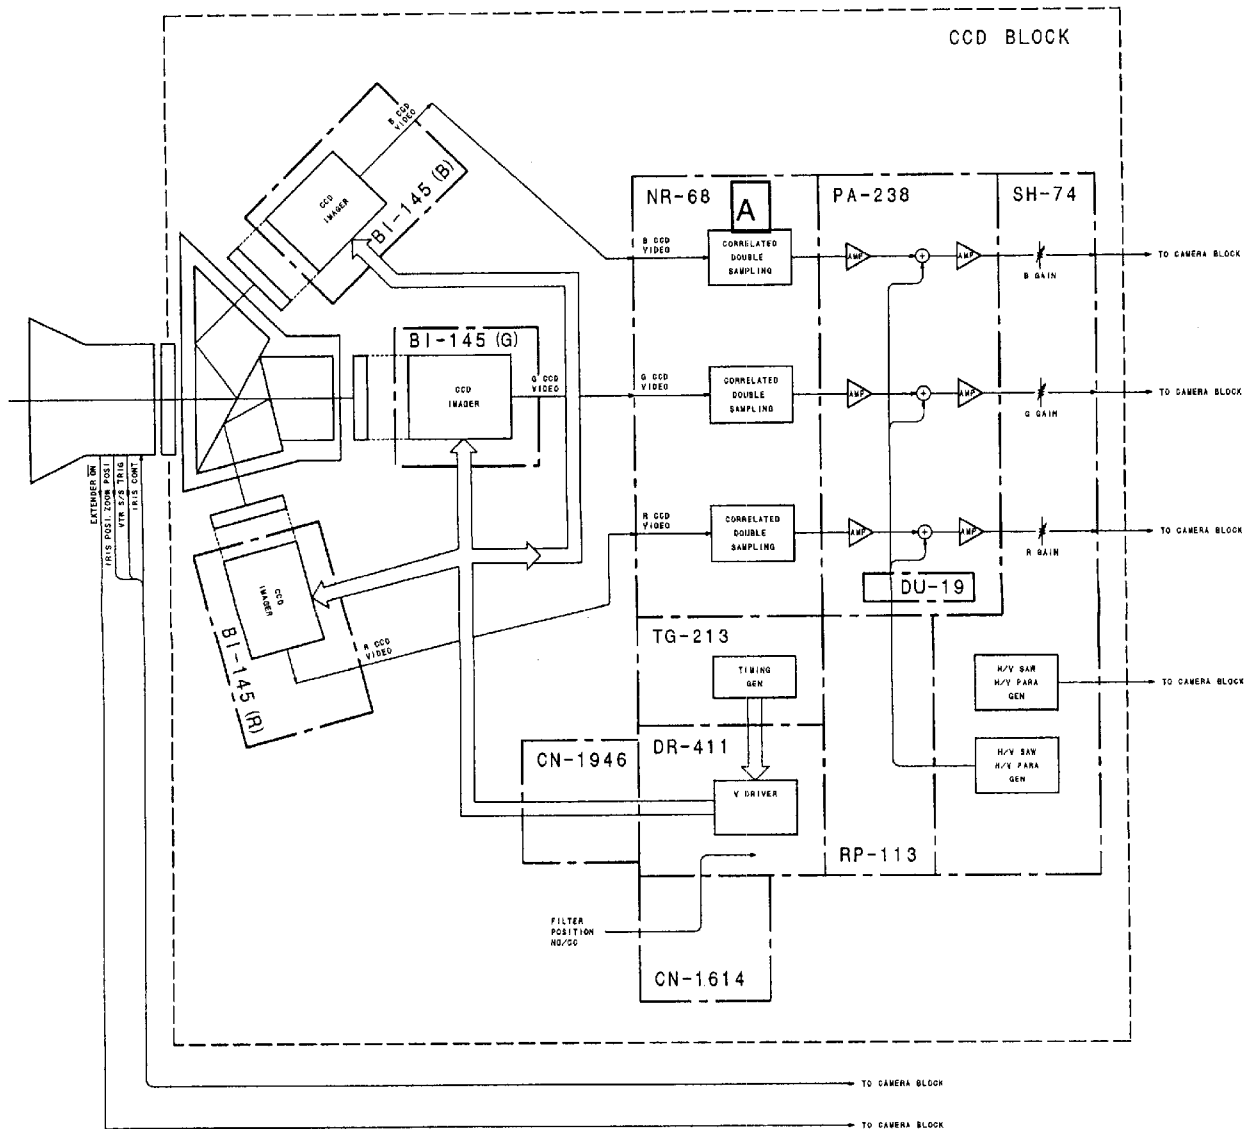 CCD BLOCK
B CCD
VIDEO
CCD
IMAGER
BI-145 (B)
NR-68
A
PA-238
SH-74
B CCD
VIDEO
CORRELATED
DOUBLE
SAMPLING
AMP
+
AMP
B GAIN
TO CAMERA BLOCK
BI-145 (G)
CCD
IMAGER
G CCD
VIDEO
G CCD
VIDEO
CORRELATED
DOUBLE
SAMPLING
AMP
+
AMP
G GAIN
TO CAMERA BLOCK
EXTENDER ON
IRIS POSI. ZOOM POSI
VTR S/S TRIG
IRIS CONT
R CCD
VIDEO
CORRELATED
DOUBLE
SAMPLING
AMP
+
AMP
R GAIN
TO CAMERA BLOCK
CCD
IMAGER
BI-145 (R)
R CCD
VIDEO
DU-19
TG-213
TIMING
GEN
H/V SAW
H/V PARA
GEN
TO CAMERA BLOCK
CN-1946
DR-411
V DRIVER
H/V SAW
H/V PARA
GEN
RP-113
FILTER
POSITION
ND/CC
CN-1614
TO CAMERA BLOCK
TO CAMERA BLOCK